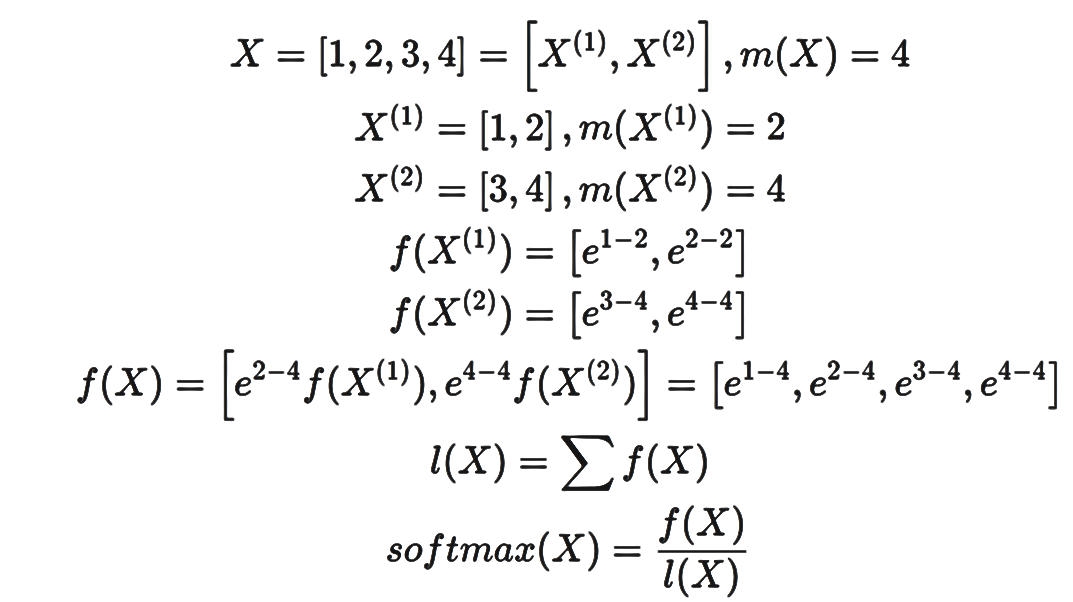 X = [1, 2, 3, 4] = [X^{(1)}, X^{(2)}], m(X) = 4
X^{(1)} = [1, 2], m(X^{(1)}) = 2
X^{(2)} = [3, 4], m(X^{(2)}) = 4
f(X^{(1)}) = [e^{1-2}, e^{2-2}]
f(X^{(2)}) = [e^{3-4}, e^{4-4}]
f(X) = [e^{2-4} f(X^{(1)}), e^{4-4} f(X^{(2)})] = [e^{1-4}, e^{2-4}, e^{3-4}, e^{4-4}]
l(X) = ∑ f(X)
softmax(X) = \frac{f(X)}{l(X)}